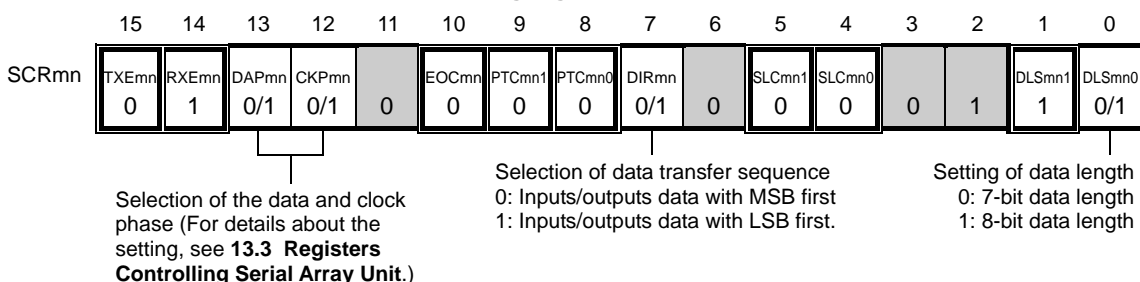 15 14 13 12 11 10 9 8 7 6 5 4 3 2 1 0
SCRmn TXEmn RXEmn DAPmn CKPmn EOCmn PTCmn1 PTCmn0 DIRmn SLCmn1 SLCmn0 DLSmn1 DLSmn0
0 1 0/1 0/1 0 0 0 0 0/1 0 0 0 0 1 1 0/1
Selection of the data and clock
phase (For details about the
setting, see 13.3 Registers
Controlling Serial Array Unit.)
Selection of data transfer sequence
0: Inputs/outputs data with MSB first
1: Inputs/outputs data with LSB first.
Setting of data length
0: 7-bit data length
1: 8-bit data length